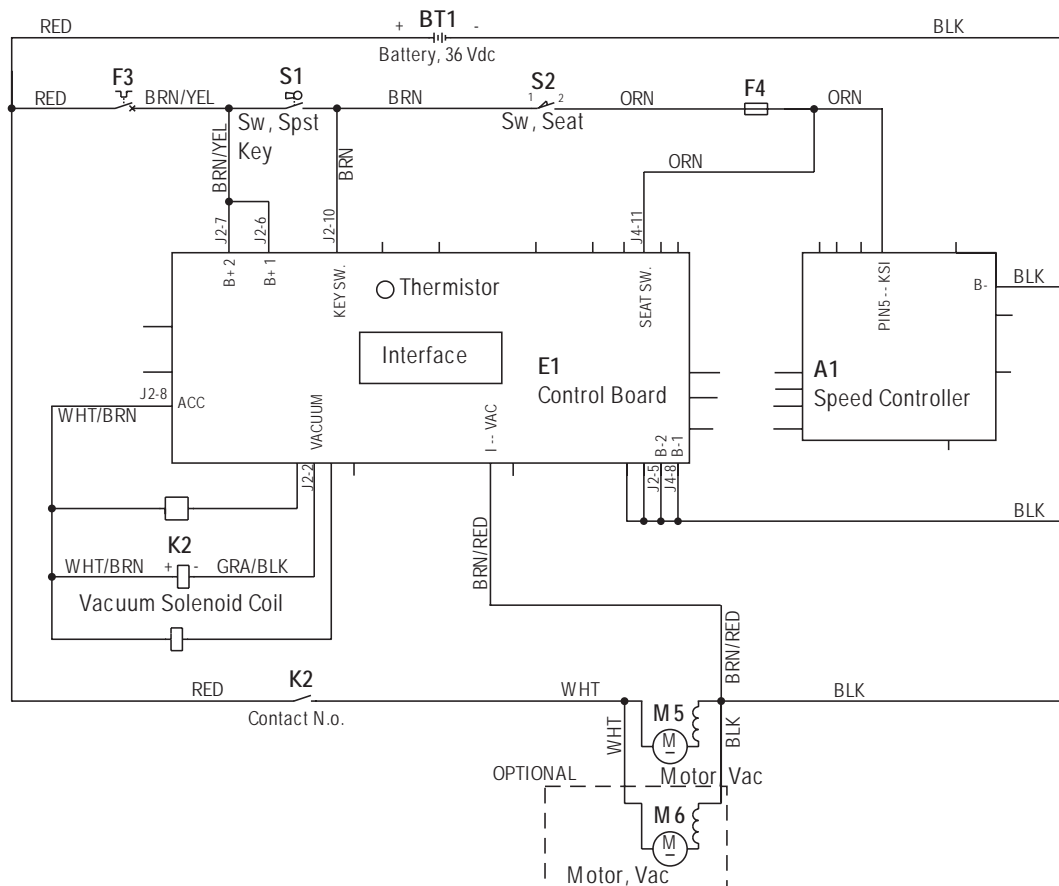 RED
+ BT1 -
BLK
Battery, 36 Vdc
F3
S1
S2
F4
RED
BRN/YEL
BRN
1 2
ORN
ORN
Sw, Spst
Key
Sw, Seat
BRN/YEL
BRN
ORN
J2-7
J2-6
J2-10
J4-11
B+ 2
B+ 1
KEY SW.
SEAT SW.
PIN5 -- KSI
B-
BLK
Thermistor
Interface
E1
Control Board
A1
Speed Controller
J2-8
ACC
WHT/BRN
VACUUM
I -- VAC
B-2
B-1
J2-2
J2-5
J4-8
BLK
K2
WHT/BRN
+ -
GRA/BLK
Vacuum Solenoid Coil
BRN/RED
BRN/RED
RED
K2
Contact N.o.
WHT
BLK
WHT
M5
M
BLK
Motor, Vac
OPTIONAL
M6
M
Motor, Vac